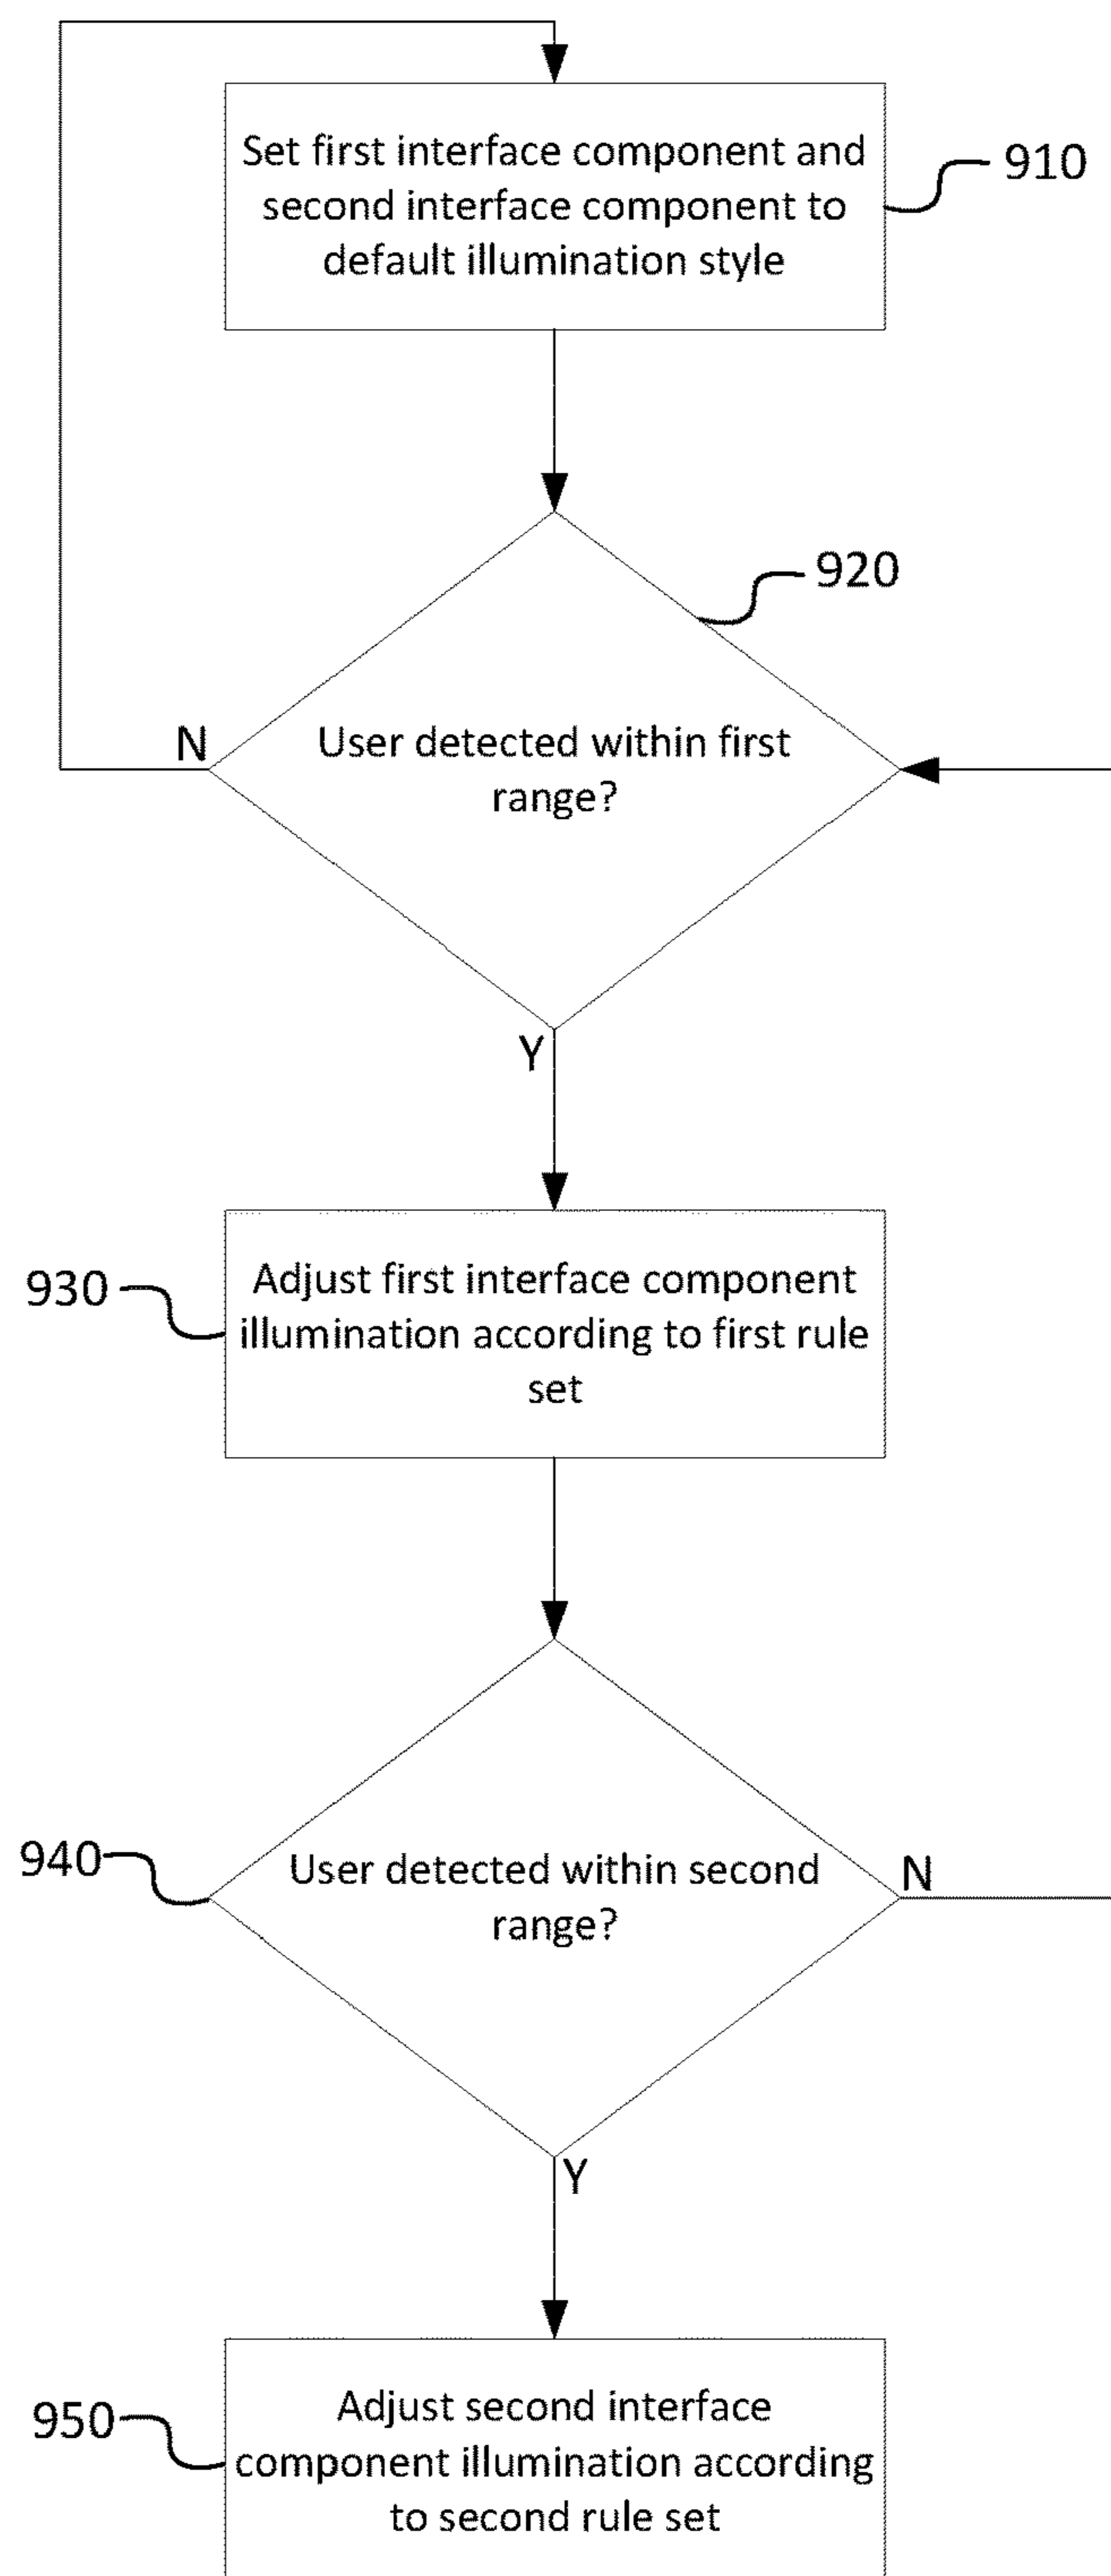 Set first interface component and
second interface component to
default illumination style
910
920
User detected within first
range?
N
Y
930
Adjust first interface component
illumination according to first rule
set
940
User detected within second
range?
N
Y
950
Adjust second interface
component illumination according
to second rule set